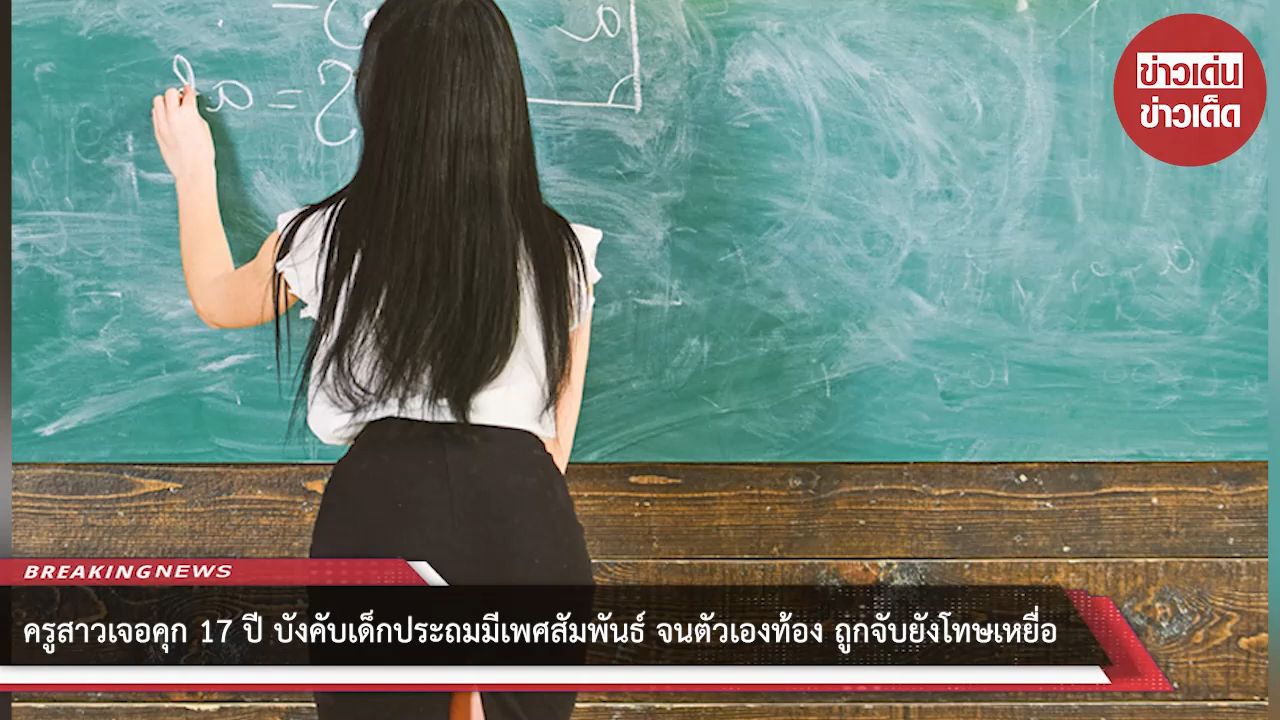 ข่าวเด่น
ข่าวเด็ด
a = 2
a
BREAKINGNEWS
ครูสาวเจอคุก 17 ปี บังคับเด็กประถมมีเพศสัมพันธ์ จนตัวเองท้อง ถูกจับยังโทษเหยื่อ